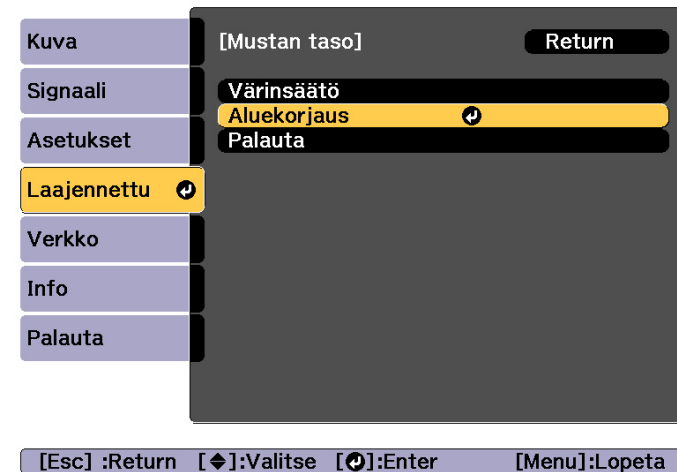 Kuva
Signaali
Asetukset
Laajennettu
Verkko
Info
Palauta
[Mustan taso] Return
Värinsäätö
Aluekorjaus
Palauta
[Esc] :Return [◆]:Valitse [↵]:Enter [Menu]:Lopeta